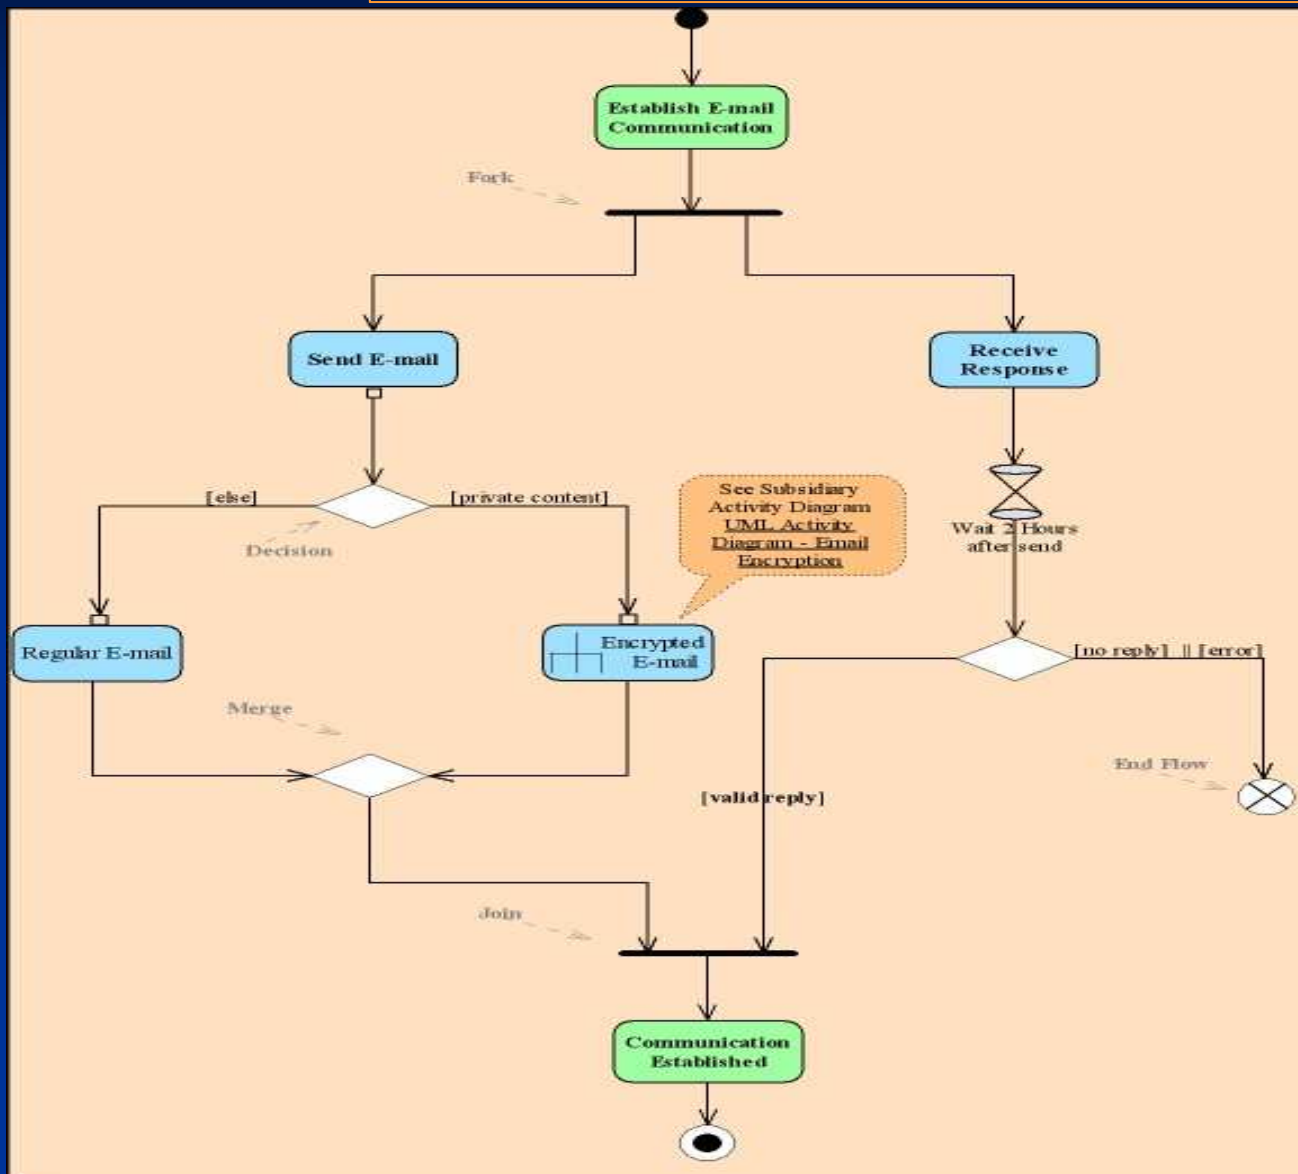 Establish E-mail
Communication
Fork
Send E-mail
Receive
Response
[else]
[private content]
Decision
See Subsidiary
Activity Diagram
UML Activity
Diagram - Email
Encryption
Wait 2 Hours
after send
Regular E-mail
Encrypted
E-mail
[no reply] || [error]
Merge
End Flow
[valid reply]
Join
Communication
Established